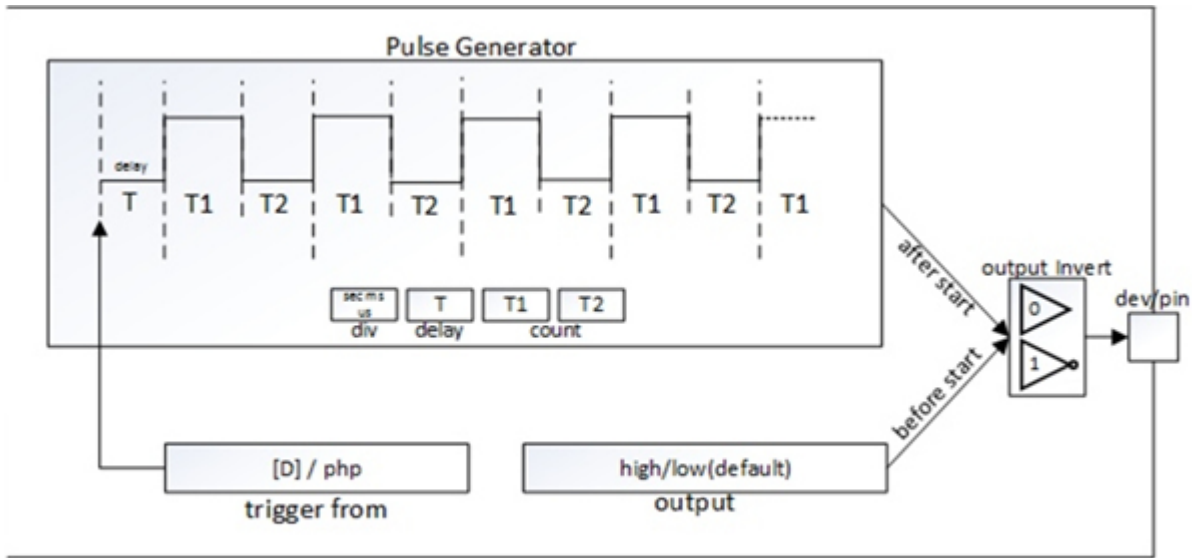 Pulse Generator
delay
T T1 T2 T1 T2 T1 T2 T1 T2 T1
sec ms
us
T T1 T2
div delay count
after start
before start
output Invert
0
1
dev/pin
[D] / php
trigger from
high/low(default)
output